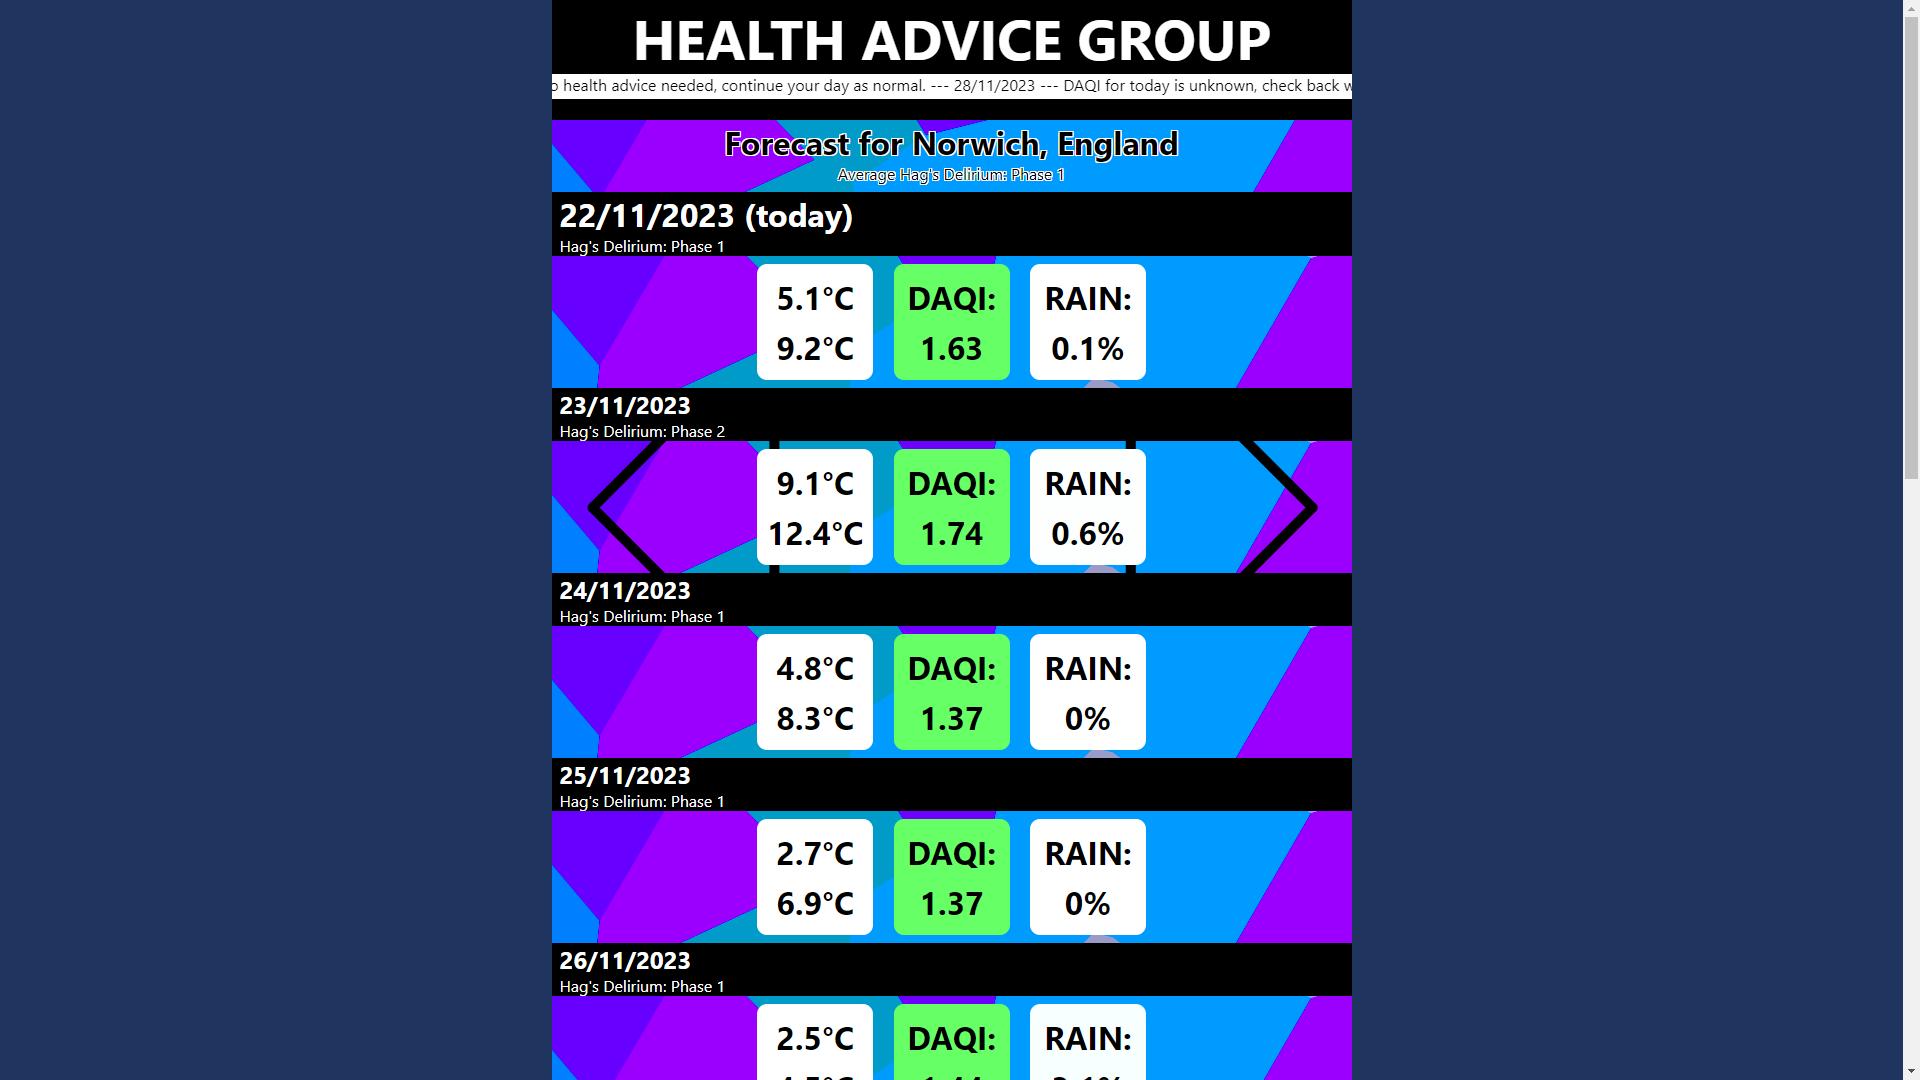 HEALTH ADVICE GROUP
health advice needed, continue your day as normal. --- 28/11/2023 --- DAQI for today is unknown, check back
Forecast for Norwich, England
Average Hag's Delirium: Phase 1
22/11/2023 (today)
Hag's Delirium: Phase 1
5.1°C DAQI: RAIN:
9.2°C 1.63 0.1%
23/11/2023
Hag's Delirium: Phase 2
9.1°C DAQI: RAIN:
12.4°C 1.74 0.6%
24/11/2023
Hag's Delirium: Phase 1
4.8°C DAQI: RAIN:
8.3°C 1.37 0%
25/11/2023
Hag's Delirium: Phase 1
2.7°C DAQI: RAIN:
6.9°C 1.37 0%
26/11/2023
Hag's Delirium: Phase 1
2.5°C DAQI: RAIN: